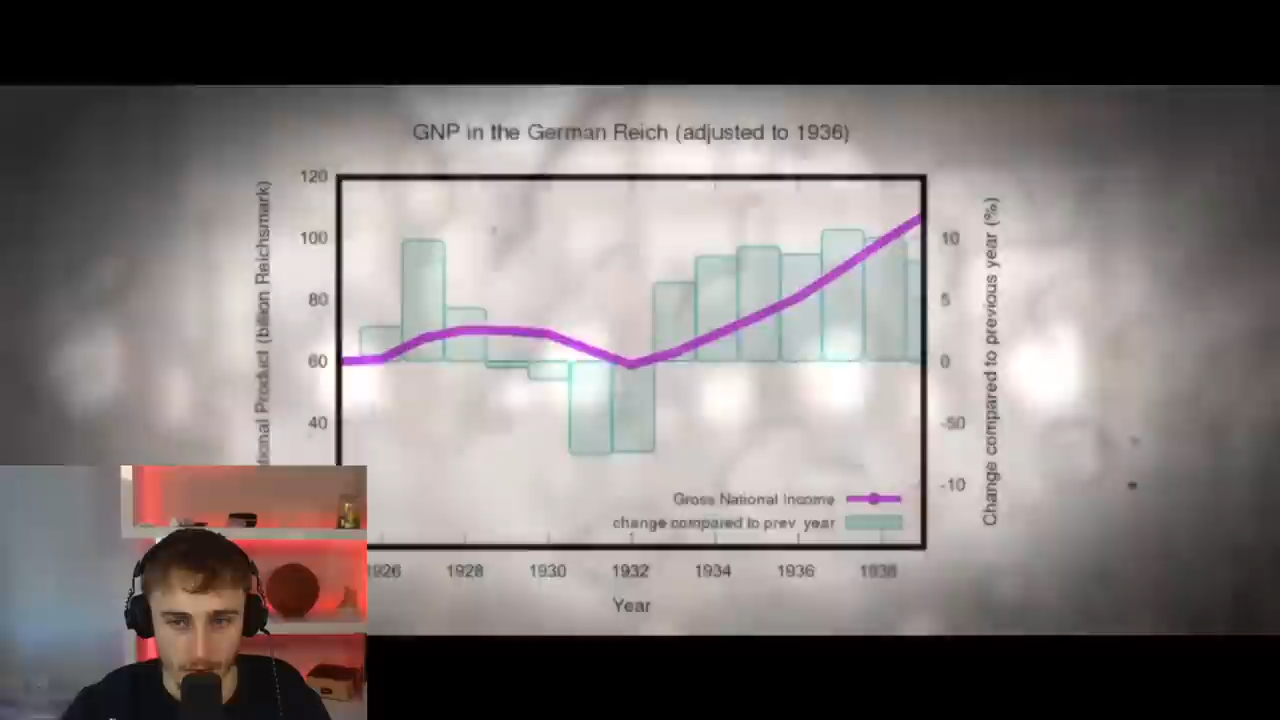 GNP in the German Reich (adjusted to 1936)
120
100
80
60
40
tional Product (billion Reichsmark)
10
5
0
-50
-10
Change compared to previous year (%)
Gross National Income
change compared to prev. year
1926
1928
1930
1932
1934
1936
1938
Year